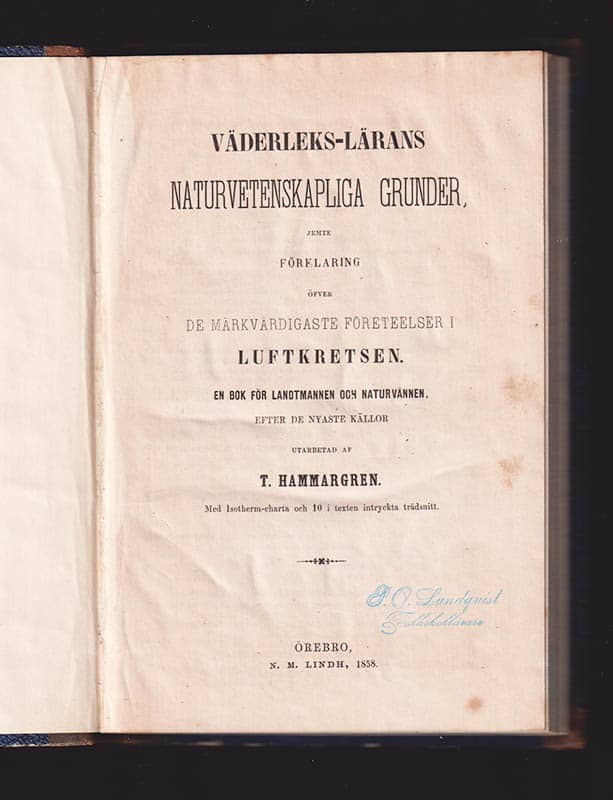 VÄDERLEKS-LÄRANS
NATURVETENSKAPLIGA GRUNDER,
JEMTE
FÖRKLARING
ÖFVER
DE MÄRKVÄRDIGASTE FÖRETEELSER I
LUFTKRETSEN.
EN BOK FÖR LANDTMANNEN OCH NATURVÄNNEN,
EFTER DE NYASTE KÄLLOR
UTARBETAD AF
T. HAMMARGREN.
Med Isotherm-charta och 10 i texten intryckta trädsnitt.
P. O. Lundqvist
ÖREBRO,
N. M. LINDH, 1858.